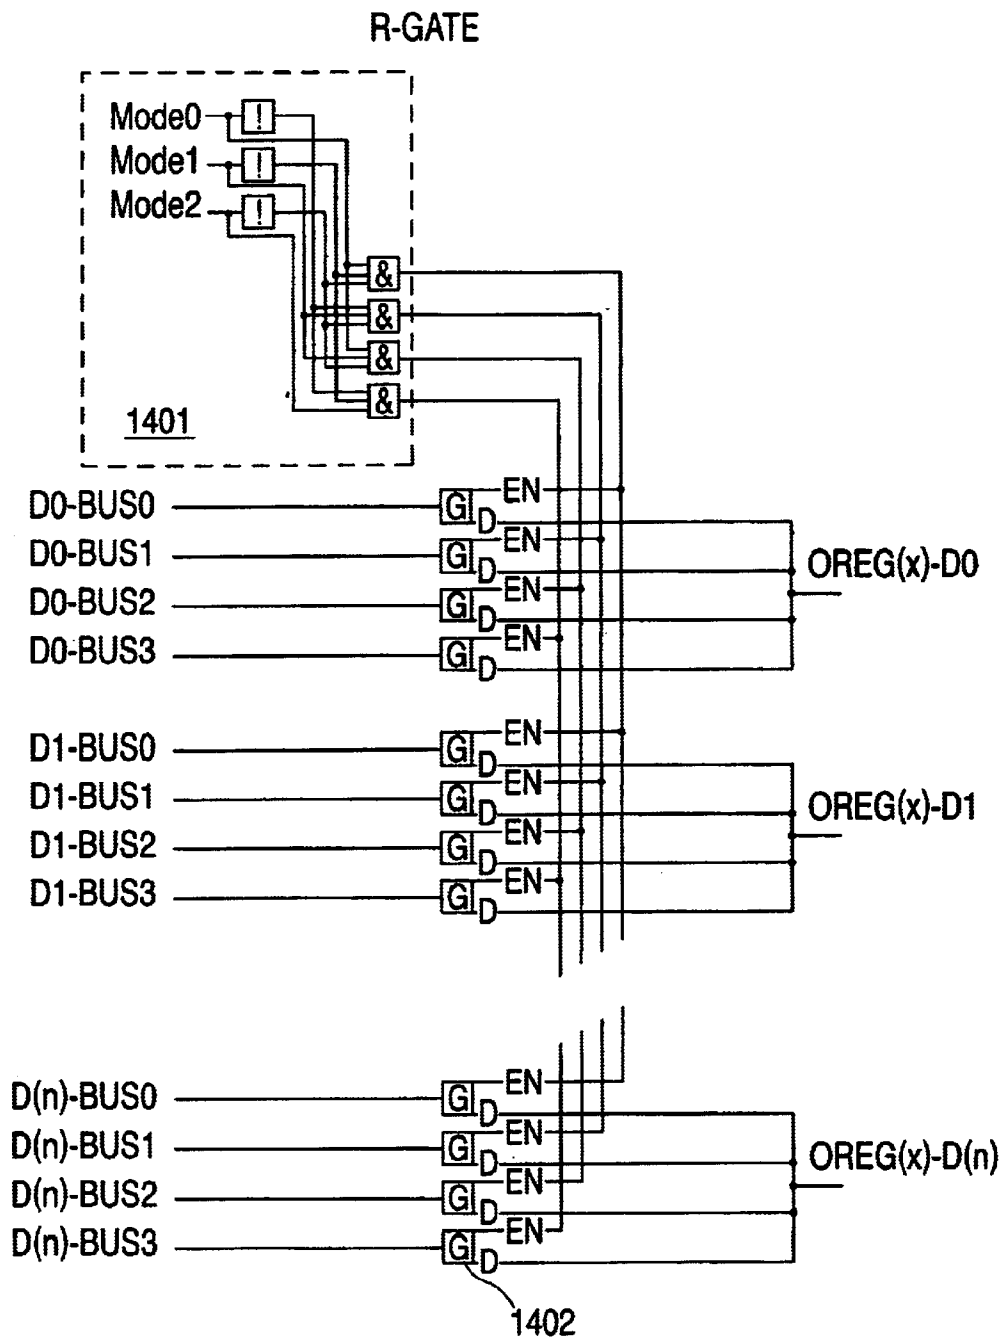 R-GATE
Mode0 !
Mode1 !
Mode2 !
&
&
&
&
1401
D0-BUS0 G EN D
D0-BUS1 G EN D
D0-BUS2 G EN D
D0-BUS3 G EN D
OREG(x)-D0
D1-BUS0 G EN D
D1-BUS1 G EN D
D1-BUS2 G EN D
D1-BUS3 G EN D
OREG(x)-D1
D(n)-BUS0 G EN D
D(n)-BUS1 G EN D
D(n)-BUS2 G EN D
D(n)-BUS3 G EN D
OREG(x)-D(n)
1402